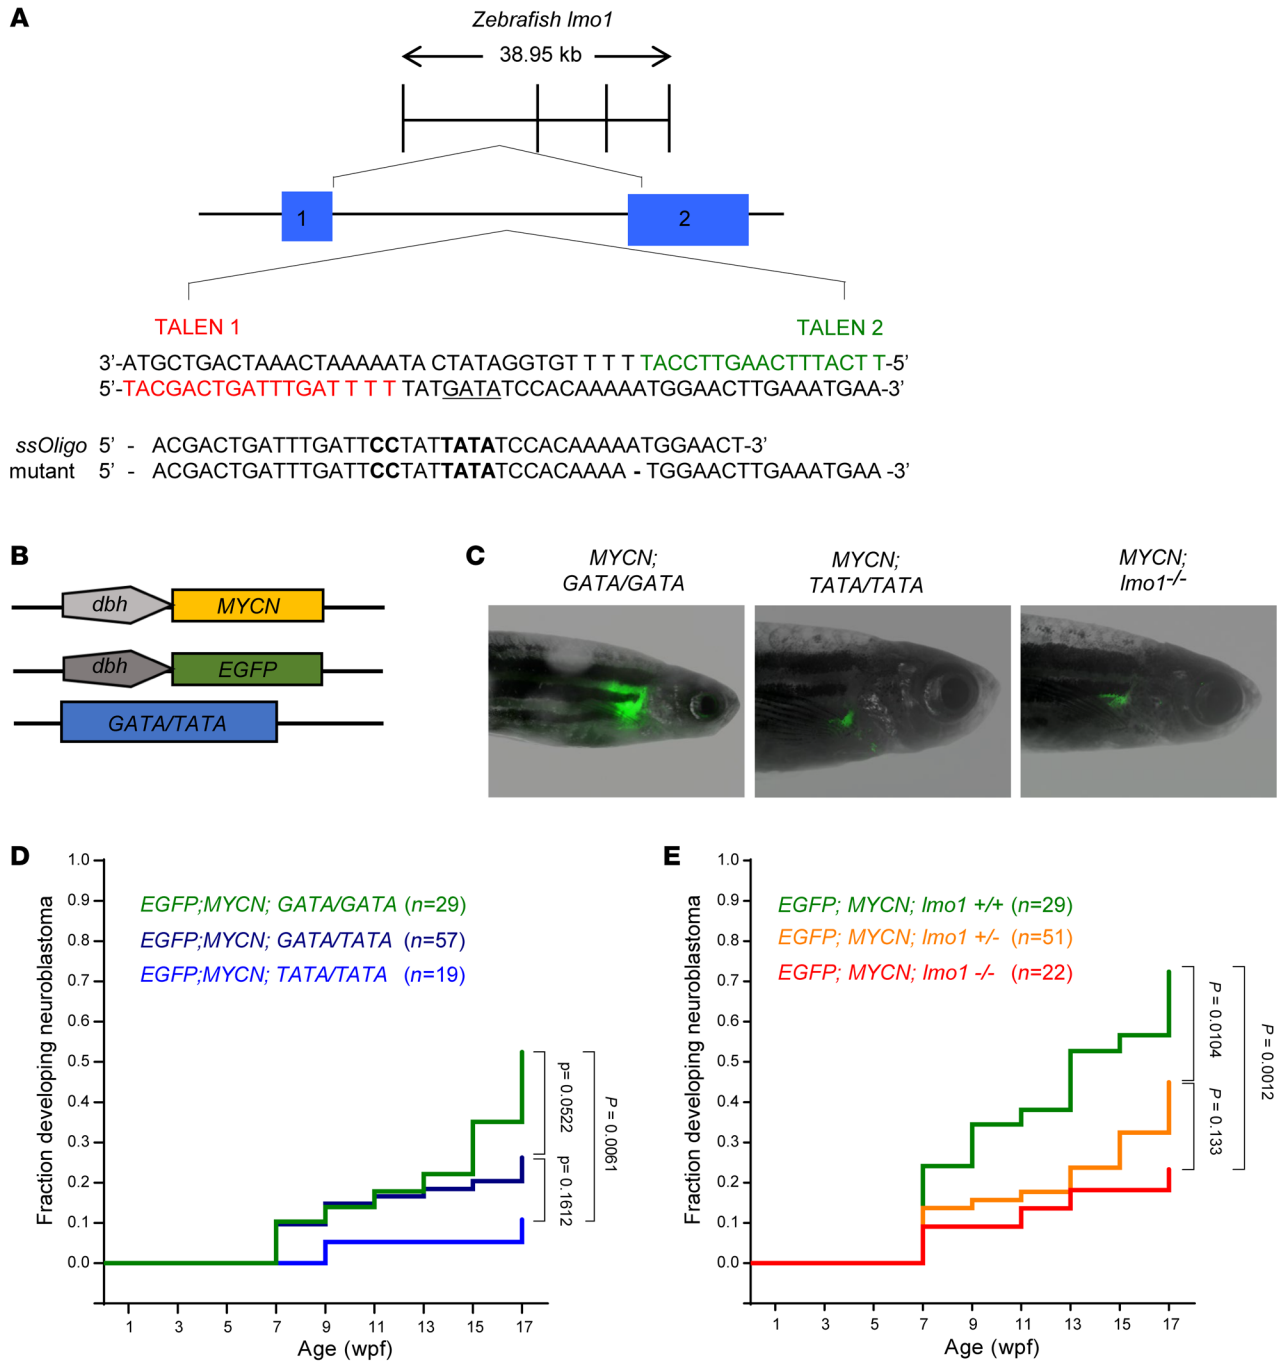 A
Zebrafish lmo1
38.95 kb
1
2
TALEN 1
TALEN 2
3’-ATGCTGACTAAACTAAAAATA CTATAGGTGT T T T TACCTTGAACTTTACT T-5’
5’-TACGACTGATTTGAT T T T TATGATATCCACAAAAATGGAACTTGAAATGAA-3’
ssOligo 5’ - ACGACTGATTTGATTCCTATTATATCCACAAAAATGGAACT-3’
mutant 5’ - ACGACTGATTTGATTCCTATTATATCCACAAAA - TGGAACTTGAAATGAA -3’
B
dbh
MYCN
dbh
EGFP
GATA/TATA
C
MYCN;
GATA/GATA
MYCN;
TATA/TATA
MYCN;
lmo1-/-
D
Fraction developing neuroblastoma
1.0
0.9
0.8
0.7
0.6
0.5
0.4
0.3
0.2
0.1
0.0
EGFP;MYCN; GATA/GATA (n=29)
EGFP;MYCN; GATA/TATA (n=57)
EGFP;MYCN; TATA/TATA (n=19)
p= 0.0522
p= 0.1612
P = 0.0061
1 3 5 7 9 11 13 15 17
Age (wpf)
E
Fraction developing neuroblastoma
1.0
0.9
0.8
0.7
0.6
0.5
0.4
0.3
0.2
0.1
0.0
EGFP; MYCN; lmo1 +/+ (n=29)
EGFP; MYCN; lmo1 +/- (n=51)
EGFP; MYCN; lmo1 -/- (n=22)
P = 0.0104
P = 0.133
P = 0.0012
1 3 5 7 9 11 13 15 17
Age (wpf)